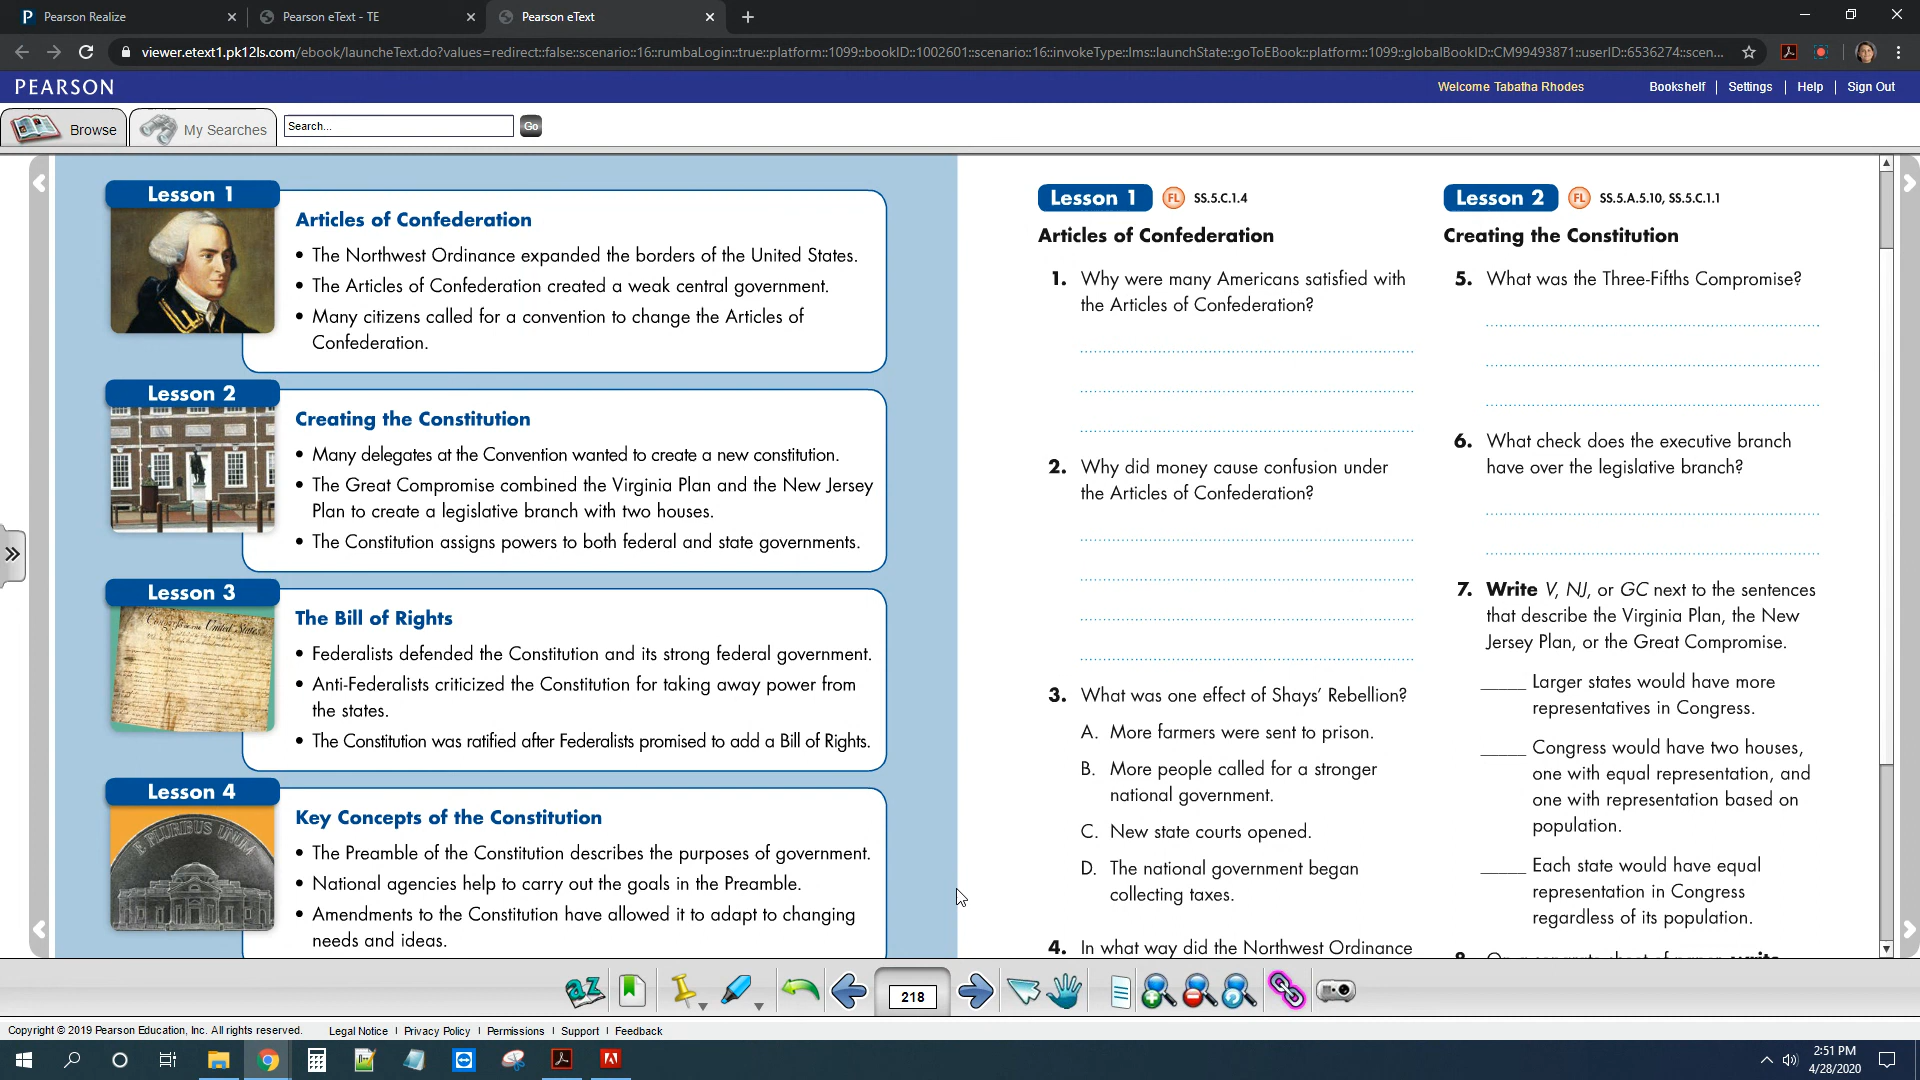 Pearson Realize
Pearson eText - TE
Pearson eText
viewer.etext1.pk12ls.com/ebook/launcheText.do?values=redirect::false::scenario::16::rumbaLogin::true::platform::1099::bookID::1002601::scenario::16::invokeType::lms::launchState::goToEBook::platform::1099::globalBookID::CM99493871::userID::6536274::scen...
PEARSON
Welcome Tabatha Rhodes
Bookshelf | Settings | Help | Sign Out
Browse
My Searches
Search...
Go
Lesson 1
Articles of Confederation
• The Northwest Ordinance expanded the borders of the United States.
• The Articles of Confederation created a weak central government.
• Many citizens called for a convention to change the Articles of
Confederation.
Lesson 2
Creating the Constitution
• Many delegates at the Convention wanted to create a new constitution.
• The Great Compromise combined the Virginia Plan and the New Jersey
Plan to create a legislative branch with two houses.
• The Constitution assigns powers to both federal and state governments.
Lesson 3
Congress United States
The Bill of Rights
• Federalists defended the Constitution and its strong federal government.
• Anti-Federalists criticized the Constitution for taking away power from
the states.
• The Constitution was ratified after Federalists promised to add a Bill of Rights.
Lesson 4
E PLURIBUS UNUM
Key Concepts of the Constitution
• The Preamble of the Constitution describes the purposes of government.
• National agencies help to carry out the goals in the Preamble.
• Amendments to the Constitution have allowed it to adapt to changing
needs and ideas.
Lesson 1 FL SS.5.C.1.4
Articles of Confederation
1. Why were many Americans satisfied with
the Articles of Confederation?
2. Why did money cause confusion under
the Articles of Confederation?
3. What was one effect of Shays' Rebellion?
A. More farmers were sent to prison.
B. More people called for a stronger
national government.
C. New state courts opened.
D. The national government began
collecting taxes.
4. In what way did the Northwest Ordinance
Lesson 2 FL SS.5.A.5.10, SS.5.C.1.1
Creating the Constitution
5. What was the Three-Fifths Compromise?
6. What check does the executive branch
have over the legislative branch?
7. Write V, NJ, or GC next to the sentences
that describe the Virginia Plan, the New
Jersey Plan, or the Great Compromise.
_____ Larger states would have more
representatives in Congress.
_____ Congress would have two houses,
one with equal representation, and
one with representation based on
population.
_____ Each state would have equal
representation in Congress
regardless of its population.
218
Copyright © 2019 Pearson Education, Inc. All rights reserved. Legal Notice | Privacy Policy | Permissions | Support | Feedback
2:51 PM
4/28/2020